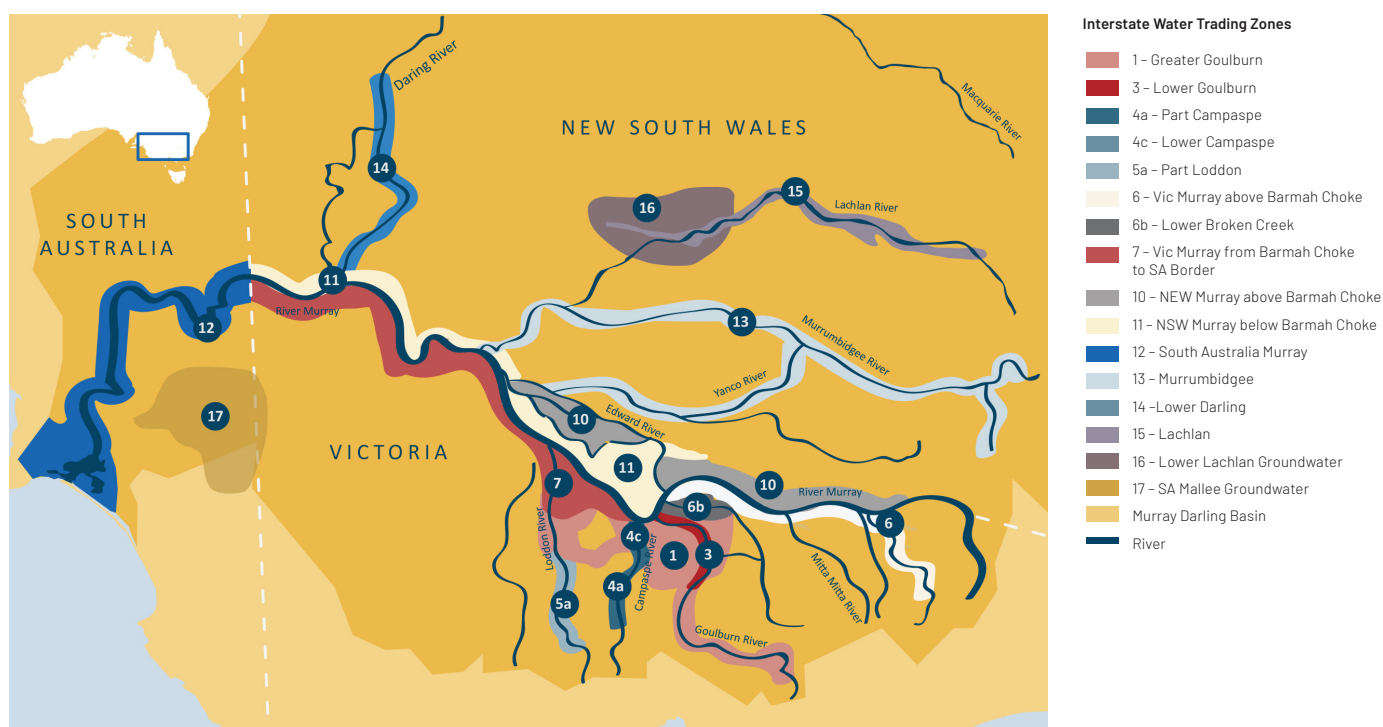 Daring River
NEW SOUTH WALES
Macquarie River
14
SOUTH
AUSTRALIA
16
15
Lachlan River
11
River Murray
12
13
Murrumbidgee River
17
Yanco River
VICTORIA
10
Edward River
11
7
10
River Murray
6b
6
Loddon River
4c
Campaspe River
1
3
4a
5a
Mitta Mitta River
Goulburn River
Interstate Water Trading Zones
1 – Greater Goulburn
3 – Lower Goulburn
4a – Part Campaspe
4c – Lower Campaspe
5a – Part Loddon
6 – Vic Murray above Barmah Choke
6b – Lower Broken Creek
7 – Vic Murray from Barmah Choke
to SA Border
10 – NEW Murray above Barmah Choke
11 – NSW Murray below Barmah Choke
12 – South Australia Murray
13 – Murrumbidgee
14 –Lower Darling
15 – Lachlan
16 – Lower Lachlan Groundwater
17 – SA Mallee Groundwater
Murray Darling Basin
River